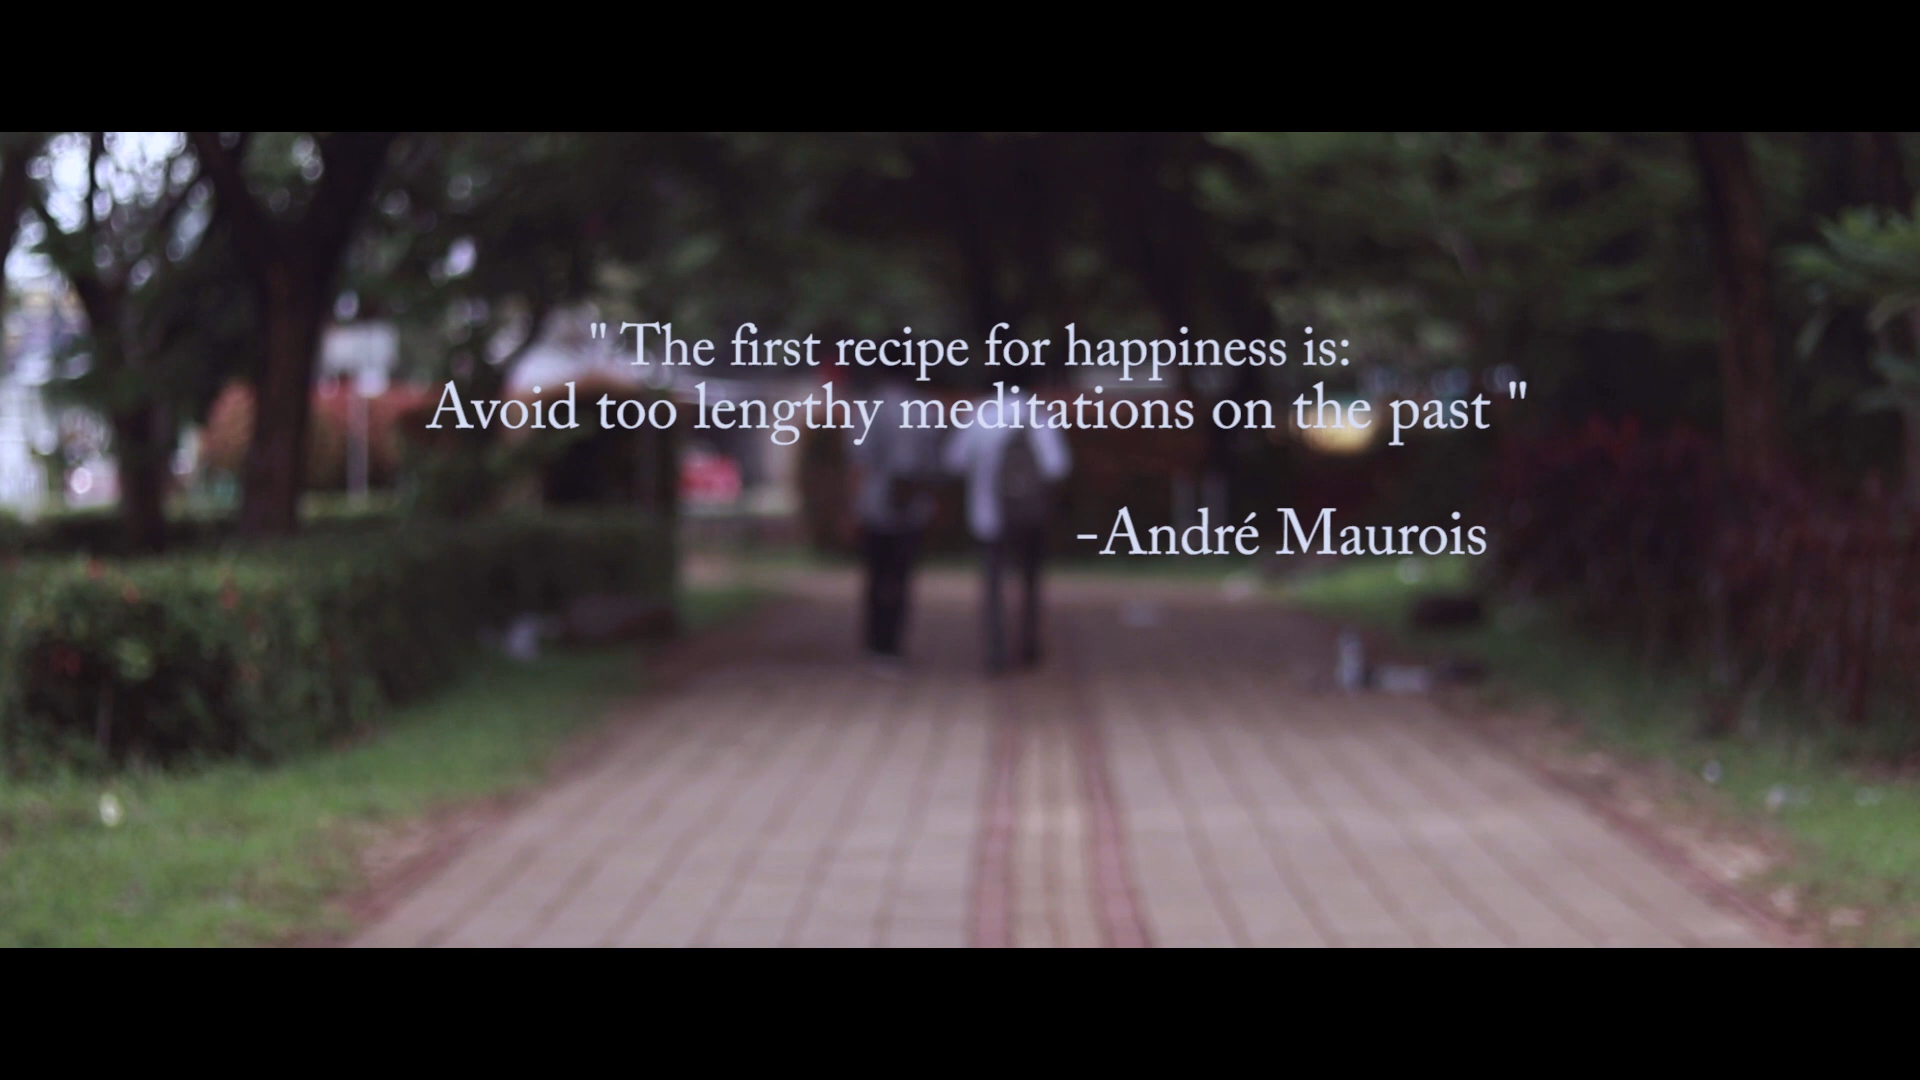 " The first recipe for happiness is:
Avoid too lengthy meditations on the past "
-André Maurois